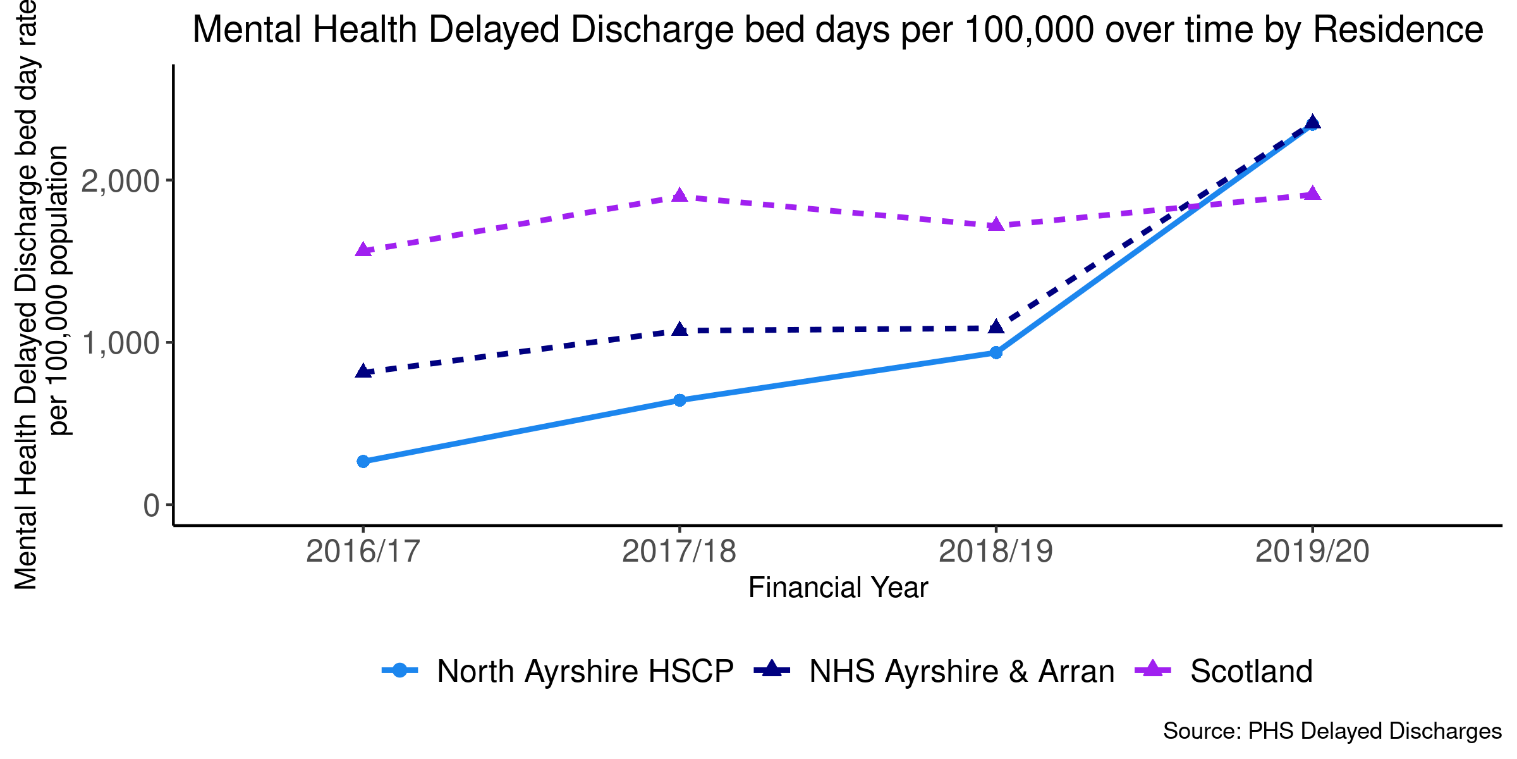 Mental Health Delayed Discharge bed days per 100,000 over time by Residence
Mental Health Delayed Discharge bed day rate
per 100,000 population
2,000
1,000
0
2016/17 2017/18 2018/19 2019/20
Financial Year
North Ayrshire HSCP NHS Ayrshire & Arran Scotland
Source: PHS Delayed Discharges